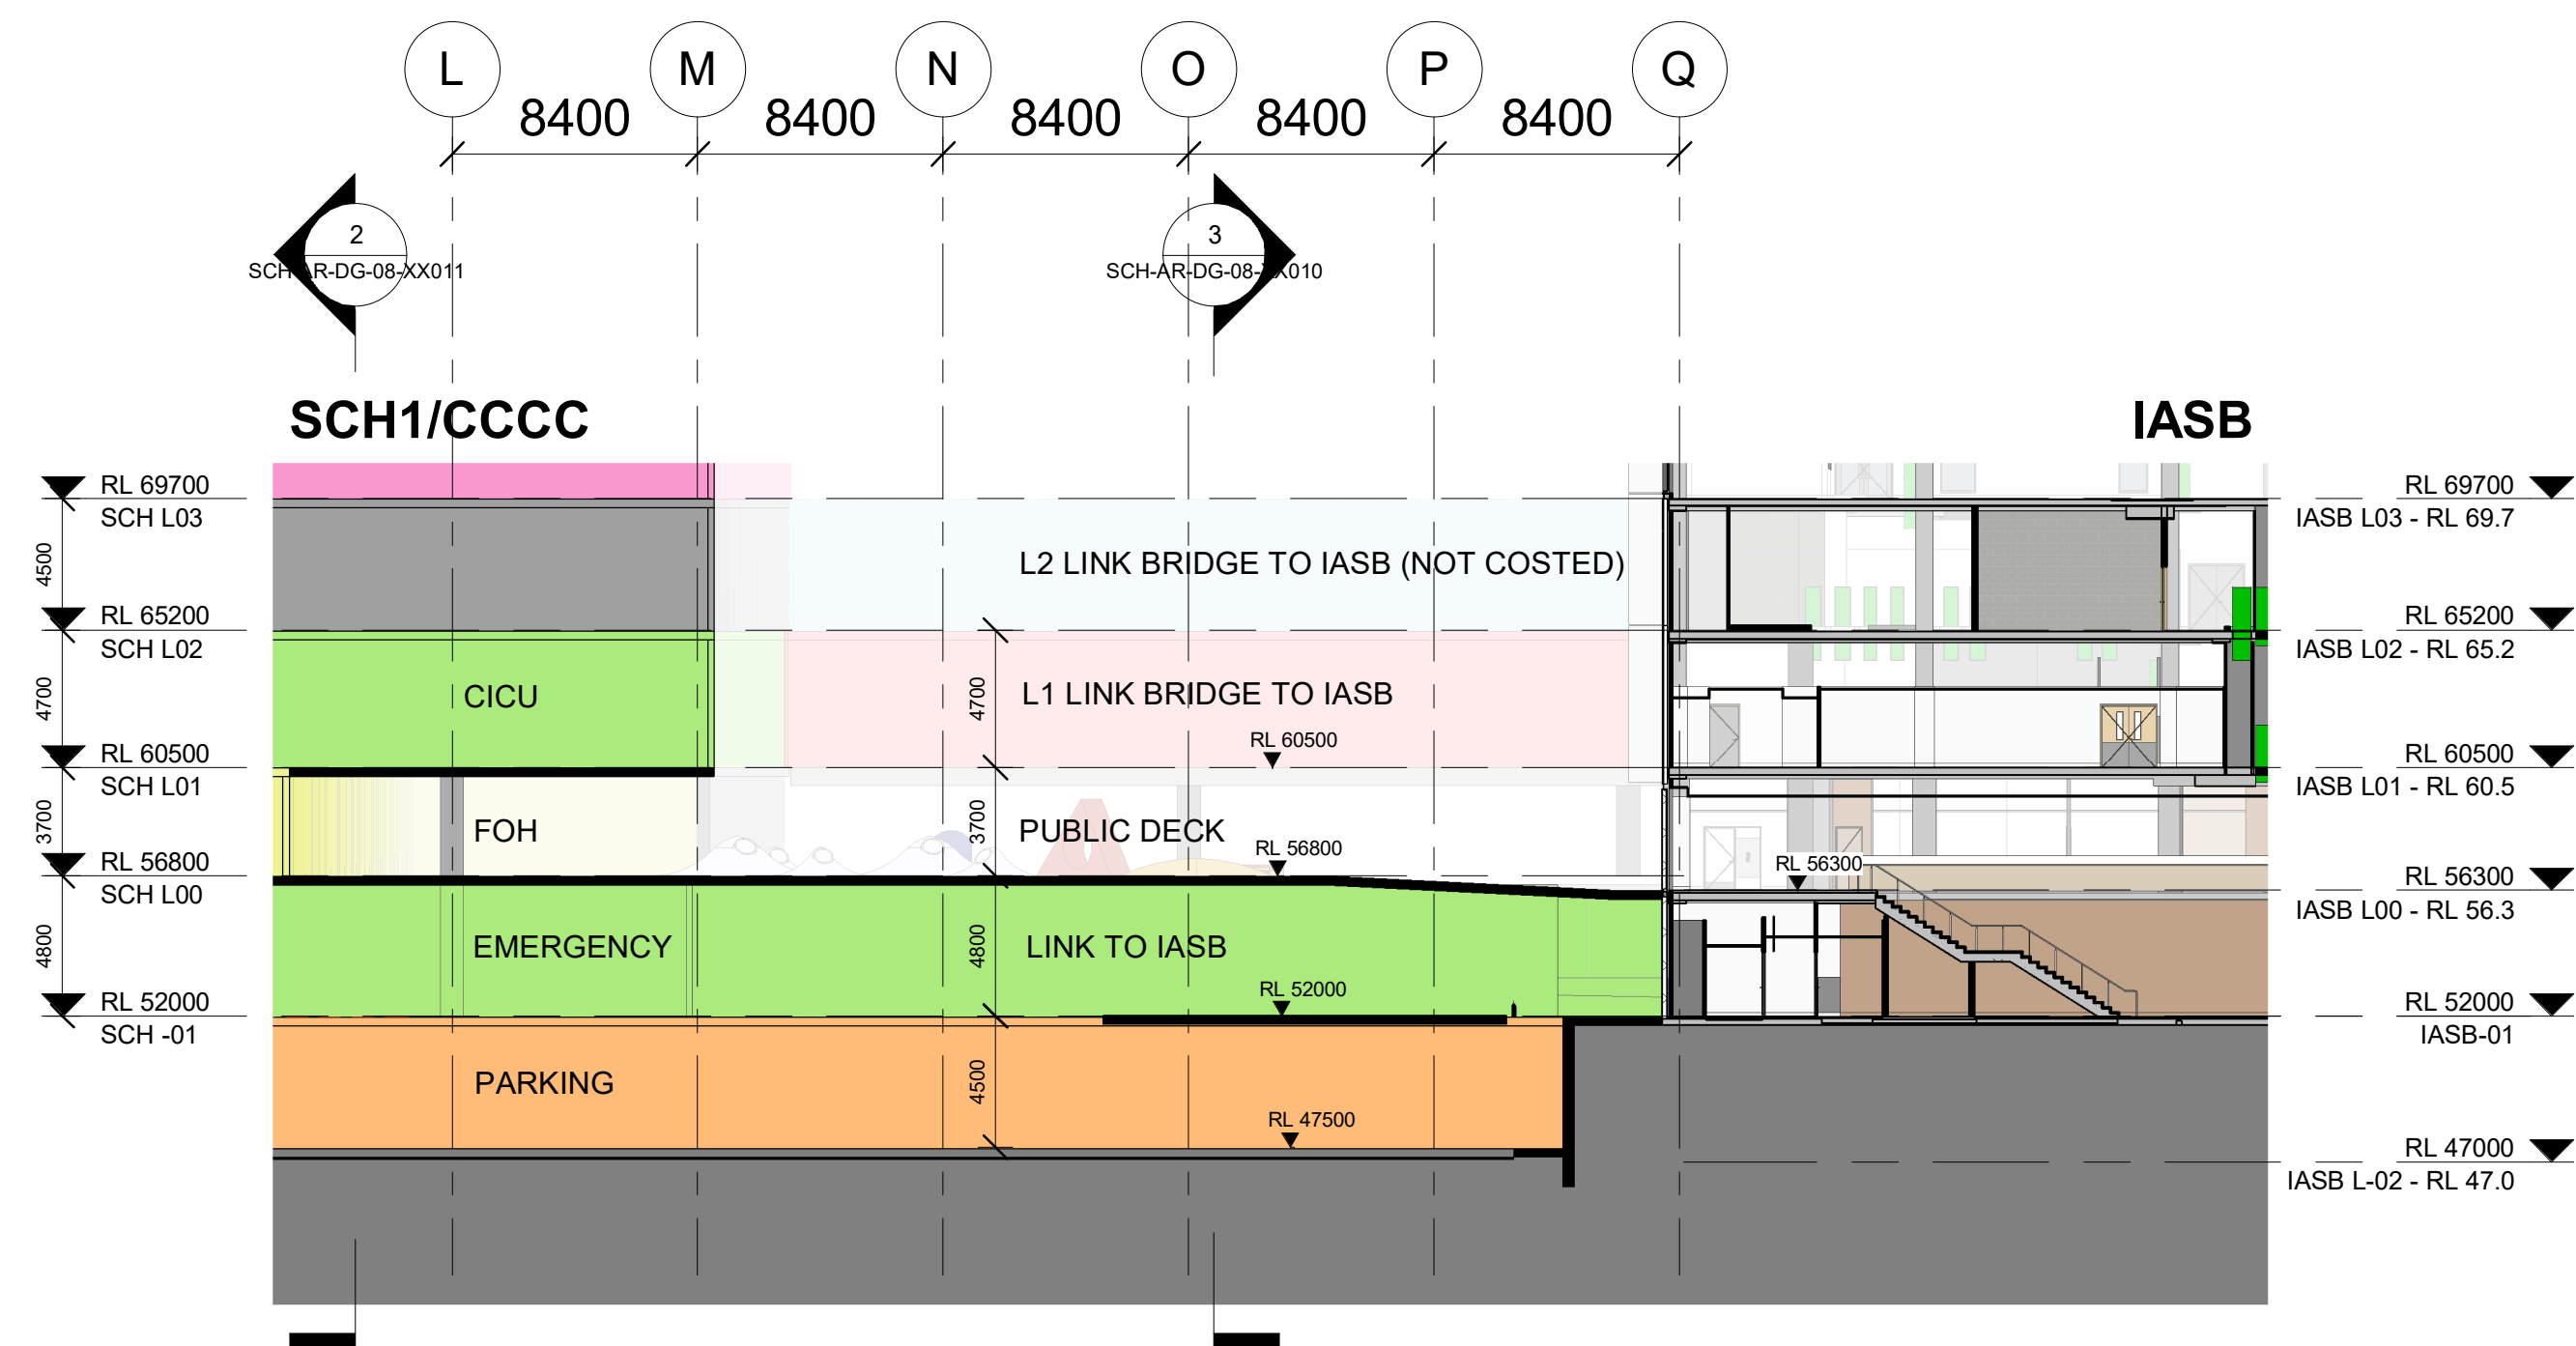 L M N O P Q
8400 8400 8400 8400 8400
2
SCH-AR-DG-08-XX011
3
SCH-AR-DG-08-XX010
SCH1/CCCC
IASB
RL 69700
SCH L03
4500
RL 65200
SCH L02
4700
RL 60500
SCH L01
3700
RL 56800
SCH L00
4800
RL 52000
SCH -01
L2 LINK BRIDGE TO IASB (NOT COSTED)
CICU
4700
L1 LINK BRIDGE TO IASB
RL 60500
FOH
3700
PUBLIC DECK
RL 56800
RL 56300
EMERGENCY
4800
LINK TO IASB
RL 52000
PARKING
4500
RL 47500
RL 69700
IASB L03 - RL 69.7
RL 65200
IASB L02 - RL 65.2
RL 60500
IASB L01 - RL 60.5
RL 56300
IASB L00 - RL 56.3
RL 52000
IASB-01
RL 47000
IASB L-02 - RL 47.0